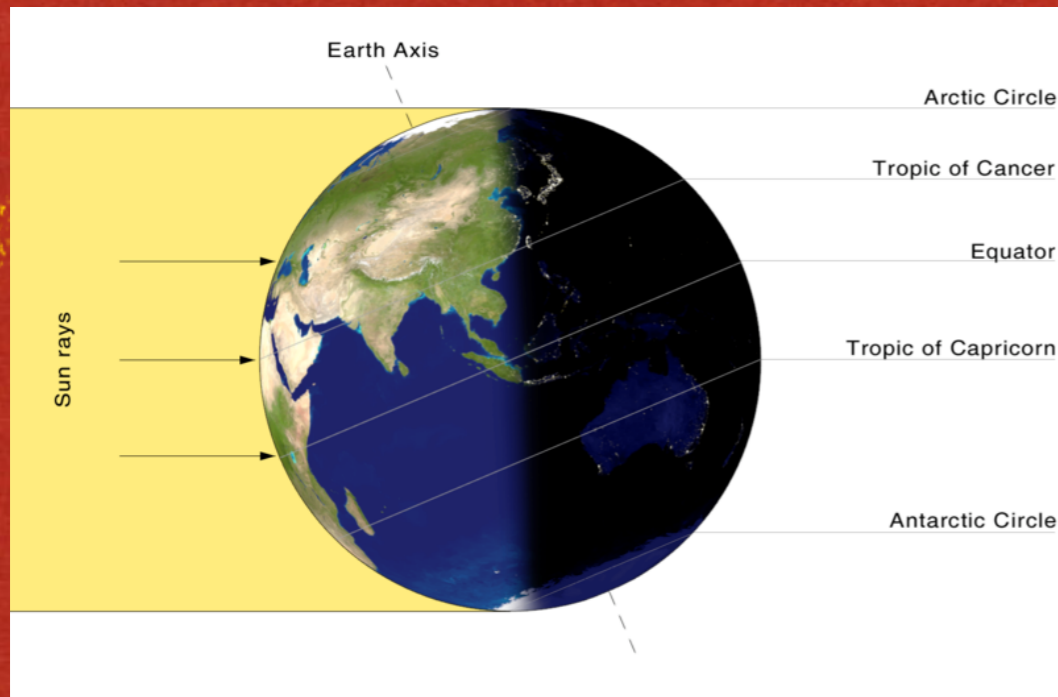 Earth Axis
Arctic Circle
Tropic of Cancer
Equator
Tropic of Capricorn
Antarctic Circle
Sun rays